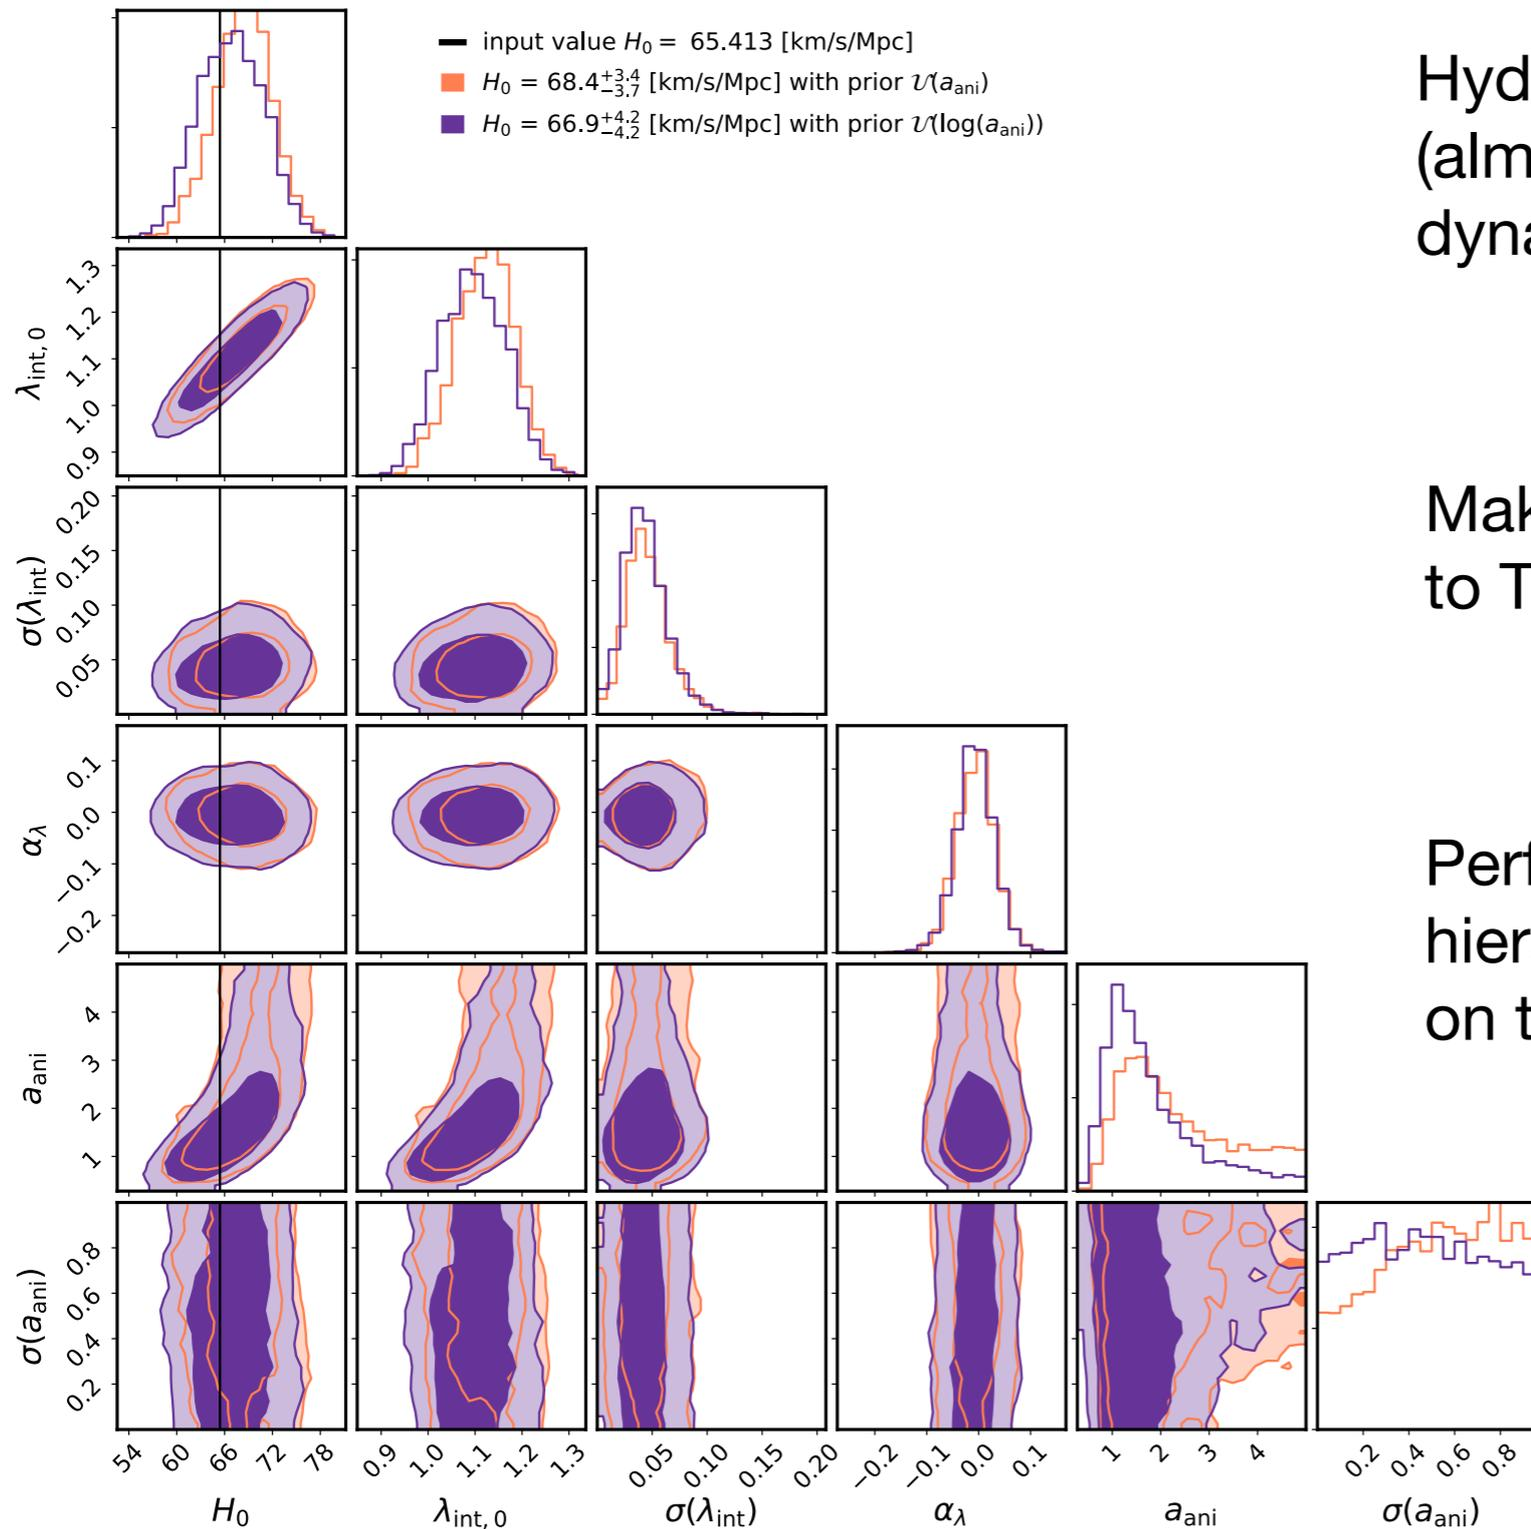 input value H₀ = 65.413 [km/s/Mpc]
H₀ = 68.4⁺³·⁴₋₃.₇ [km/s/Mpc] with prior 𝒰(a_ani)
H₀ = 66.9⁺⁴·²₋₄.₂ [km/s/Mpc] with prior 𝒰(log(a_ani))
Hyd
(alm
dyna
λ_int, 0
1.3
1.2
1.1
1.0
0.9
Mak
to T
σ(λ_int)
0.20
0.15
0.10
0.05
Perf
hier
on t
α_λ
0.1
0.0
−0.1
−0.2
a_ani
4
3
2
1
σ(a_ani)
0.8
0.6
0.4
0.2
54 60 66 72 78
0.9 1.0 1.1 1.2 1.3
0.05 0.10 0.15 0.20
−0.2 −0.1 0.0 0.1
1 2 3 4
0.2 0.4 0.6 0.8
H₀ λ_int, 0 σ(λ_int) α_λ a_ani σ(a_ani)